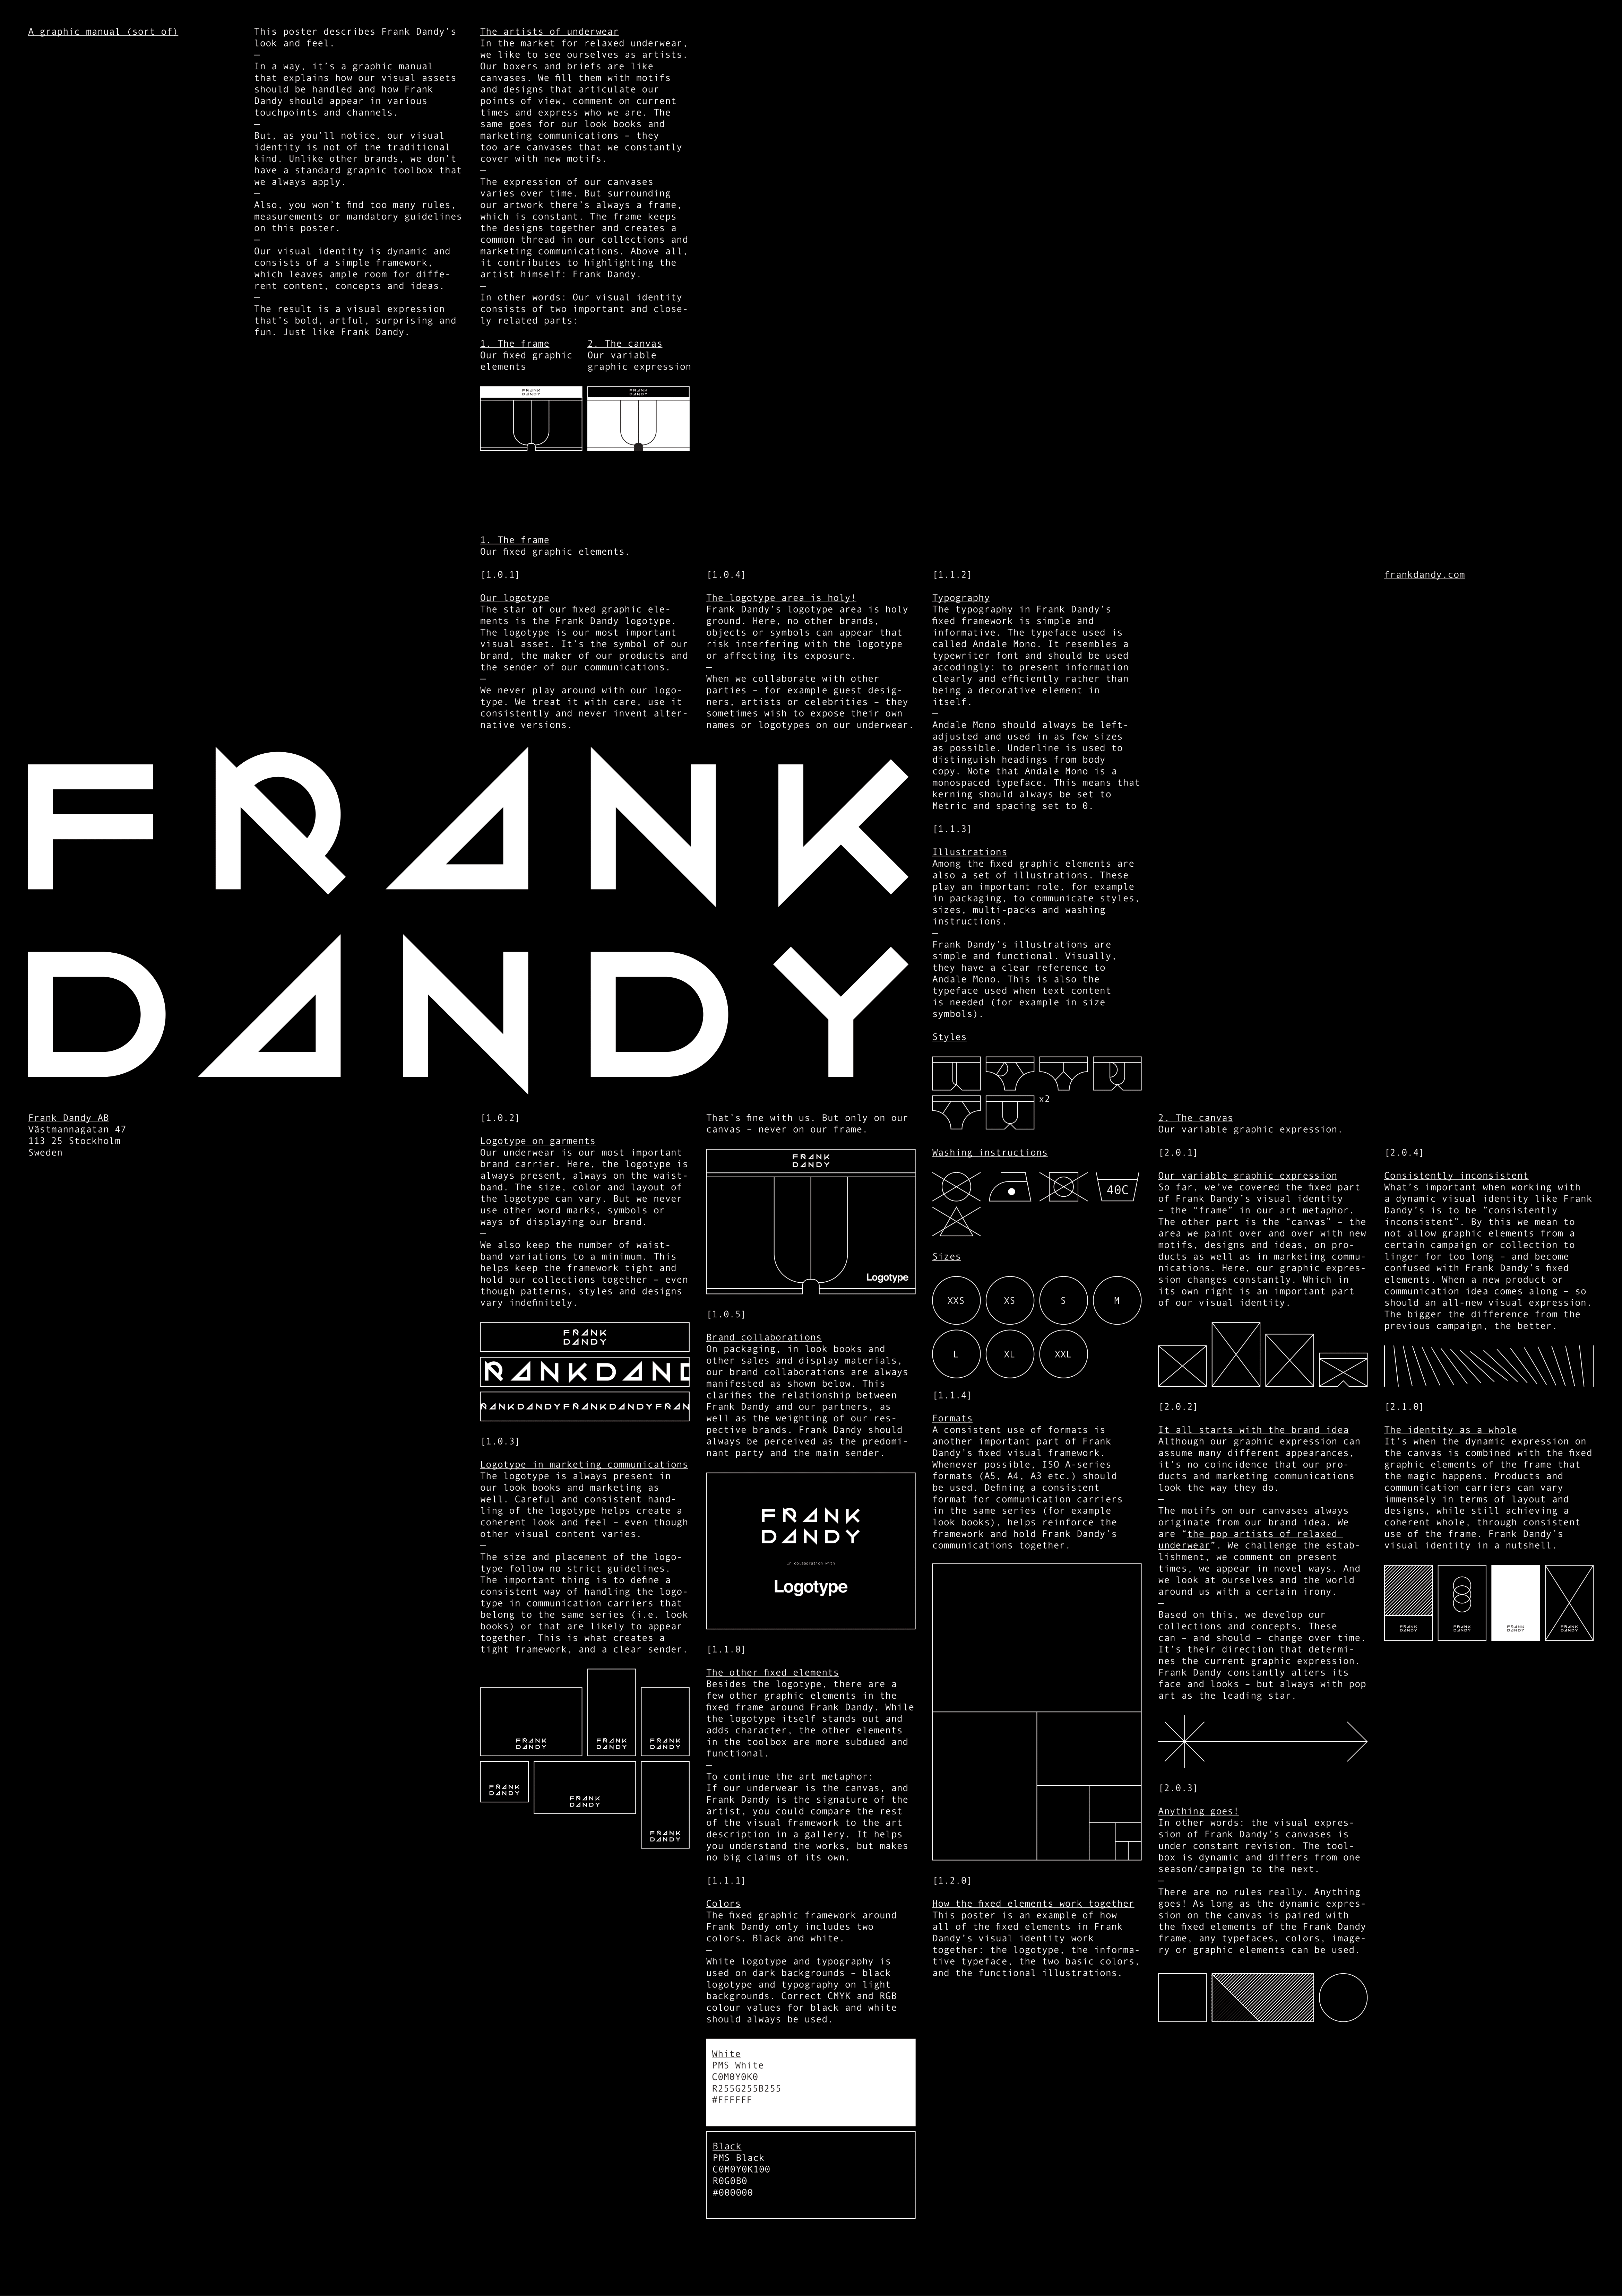 A graphic manual (sort of)
This poster describes Frank Dandy's
look and feel.
—
In a way, it's a graphic manual
that explains how our visual assets
should be handled and how Frank
Dandy should appear in various
touchpoints and channels.
—
But, as you'll notice, our visual
identity is not of the traditional
kind. Unlike other brands, we don't
have a standard graphic toolbox that
we always apply.
—
Also, you won't find too many rules,
measurements or mandatory guidelines
on this poster.
—
Our visual identity is dynamic and
consists of a simple framework,
which leaves ample room for diffe-
rent content, concepts and ideas.
—
The result is a visual expression
that's bold, artful, surprising and
fun. Just like Frank Dandy.
The artists of underwear
In the market for relaxed underwear,
we like to see ourselves as artists.
Our boxers and briefs are like
canvases. We fill them with motifs
and designs that articulate our
points of view, comment on current
times and express who we are. The
same goes for our look books and
marketing communications – they
too are canvases that we constantly
cover with new motifs.
—
The expression of our canvases
varies over time. But surrounding
our artwork there's always a frame,
which is constant. The frame keeps
the designs together and creates a
common thread in our collections and
marketing communications. Above all,
it contributes to highlighting the
artist himself: Frank Dandy.
—
In other words: Our visual identity
consists of two important and close-
ly related parts:
1. The frame
Our fixed graphic
elements
2. The canvas
Our variable
graphic expression
FRANK
DANDY
FRANK
DANDY
1. The frame
Our fixed graphic elements.
[1.0.1]
Our logotype
The star of our fixed graphic ele-
ments is the Frank Dandy logotype.
The logotype is our most important
visual asset. It's the symbol of our
brand, the maker of our products and
the sender of our communications.
—
We never play around with our logo-
type. We treat it with care, use it
consistently and never invent alter-
native versions.
[1.0.4]
The logotype area is holy!
Frank Dandy's logotype area is holy
ground. Here, no other brands,
objects or symbols can appear that
risk interfering with the logotype
or affecting its exposure.
—
When we collaborate with other
parties – for example guest desig-
ners, artists or celebrities – they
sometimes wish to expose their own
names or logotypes on our underwear.
[1.1.2]
Typography
The typography in Frank Dandy's
fixed framework is simple and
informative. The typeface used is
called Andale Mono. It resembles a
typewriter font and should be used
accodingly: to present information
clearly and efficiently rather than
being a decorative element in
itself.
—
Andale Mono should always be left-
adjusted and used in as few sizes
as possible. Underline is used to
distinguish headings from body
copy. Note that Andale Mono is a
monospaced typeface. This means that
kerning should always be set to
Metric and spacing set to 0.
[1.1.3]
Illustrations
Among the fixed graphic elements are
also a set of illustrations. These
play an important role, for example
in packaging, to communicate styles,
sizes, multi-packs and washing
instructions.
—
Frank Dandy's illustrations are
simple and functional. Visually,
they have a clear reference to
Andale Mono. This is also the
typeface used when text content
is needed (for example in size
symbols).
Styles
x2
frankdandy.com
FRANK
DANDY
Frank Dandy AB
Västmannagatan 47
113 25 Stockholm
Sweden
[1.0.2]
Logotype on garments
Our underwear is our most important
brand carrier. Here, the logotype is
always present, always on the waist-
band. The size, color and layout of
the logotype can vary. But we never
use other word marks, symbols or
ways of displaying our brand.
—
We also keep the number of waist-
band variations to a minimum. This
helps keep the framework tight and
hold our collections together – even
though patterns, styles and designs
vary indefinitely.
FRANK
DANDY
RANKDAND
RANKDANDYFRANKDANDYFRAN
[1.0.3]
Logotype in marketing communications
The logotype is always present in
our look books and marketing as
well. Careful and consistent hand-
ling of the logotype helps create a
coherent look and feel – even though
other visual content varies.
—
The size and placement of the logo-
type follow no strict guidelines.
The important thing is to define a
consistent way of handling the logo-
type in communication carriers that
belong to the same series (i.e. look
books) or that are likely to appear
together. This is what creates a
tight framework, and a clear sender.
FRANK
DANDY
FRANK
DANDY
FRANK
DANDY
FRANK
DANDY
FRANK
DANDY
FRANK
DANDY
That's fine with us. But only on our
canvas – never on our frame.
FRANK
DANDY
Logotype
[1.0.5]
Brand collaborations
On packaging, in look books and
other sales and display materials,
our brand collaborations are always
manifested as shown below. This
clarifies the relationship between
Frank Dandy and our partners, as
well as the weighting of our res-
pective brands. Frank Dandy should
always be perceived as the predomi-
nant party and the main sender.
FRANK
DANDY
In colaboration with
Logotype
[1.1.0]
The other fixed elements
Besides the logotype, there are a
few other graphic elements in the
fixed frame around Frank Dandy. While
the logotype itself stands out and
adds character, the other elements
in the toolbox are more subdued and
functional.
—
To continue the art metaphor:
If our underwear is the canvas, and
Frank Dandy is the signature of the
artist, you could compare the rest
of the visual framework to the art
description in a gallery. It helps
you understand the works, but makes
no big claims of its own.
[1.1.1]
Colors
The fixed graphic framework around
Frank Dandy only includes two
colors. Black and white.
—
White logotype and typography is
used on dark backgrounds – black
logotype and typography on light
backgrounds. Correct CMYK and RGB
colour values for black and white
should always be used.
White
PMS White
C0M0Y0K0
R255G255B255
#FFFFFF
Black
PMS Black
C0M0Y0K100
R0G0B0
#000000
Washing instructions
40C
Sizes
XXS
XS
S
M
L
XL
XXL
[1.1.4]
Formats
A consistent use of formats is
another important part of Frank
Dandy's fixed visual framework.
Whenever possible, ISO A-series
formats (A5, A4, A3 etc.) should
be used. Defining a consistent
format for communication carriers
in the same series (for example
look books), helps reinforce the
framework and hold Frank Dandy's
communications together.
[1.2.0]
How the fixed elements work together
This poster is an example of how
all of the fixed elements in Frank
Dandy's visual identity work
together: the logotype, the informa-
tive typeface, the two basic colors,
and the functional illustrations.
2. The canvas
Our variable graphic expression.
[2.0.1]
Our variable graphic expression
So far, we've covered the fixed part
of Frank Dandy's visual identity
– the "frame" in our art metaphor.
The other part is the "canvas" – the
area we paint over and over with new
motifs, designs and ideas, on pro-
ducts as well as in marketing commu-
nications. Here, our graphic expres-
sion changes constantly. Which in
its own right is an important part
of our visual identity.
[2.0.2]
It all starts with the brand idea
Although our graphic expression can
assume many different appearances,
it's no coincidence that our pro-
ducts and marketing communications
look the way they do.
—
The motifs on our canvases always
originate from our brand idea. We
are "the pop artists of relaxed
underwear". We challenge the estab-
lishment, we comment on present
times, we appear in novel ways. And
we look at ourselves and the world
around us with a certain irony.
—
Based on this, we develop our
collections and concepts. These
can – and should – change over time.
It's their direction that determi-
nes the current graphic expression.
Frank Dandy constantly alters its
face and looks – but always with pop
art as the leading star.
[2.0.3]
Anything goes!
In other words: the visual expres-
sion of Frank Dandy's canvases is
under constant revision. The tool-
box is dynamic and differs from one
season/campaign to the next.
—
There are no rules really. Anything
goes! As long as the dynamic expres-
sion on the canvas is paired with
the fixed elements of the Frank Dandy
frame, any typefaces, colors, image-
ry or graphic elements can be used.
[2.0.4]
Consistently inconsistent
What's important when working with
a dynamic visual identity like Frank
Dandy's is to be "consistently
inconsistent". By this we mean to
not allow graphic elements from a
certain campaign or collection to
linger for too long – and become
confused with Frank Dandy's fixed
elements. When a new product or
communication idea comes along – so
should an all-new visual expression.
The bigger the difference from the
previous campaign, the better.
[2.1.0]
The identity as a whole
It's when the dynamic expression on
the canvas is combined with the fixed
graphic elements of the frame that
the magic happens. Products and
communication carriers can vary
immensely in terms of layout and
designs, while still achieving a
coherent whole, through consistent
use of the frame. Frank Dandy's
visual identity in a nutshell.
FRANK
DANDY
FRANK
DANDY
FRANK
DANDY
FRANK
DANDY